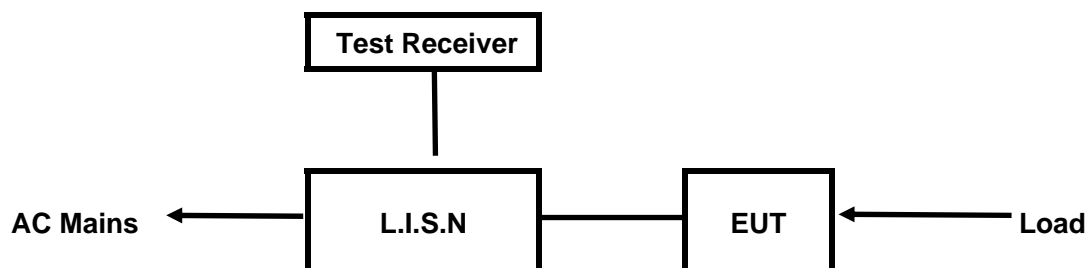 Test Receiver
AC Mains
L.I.S.N
EUT
Load